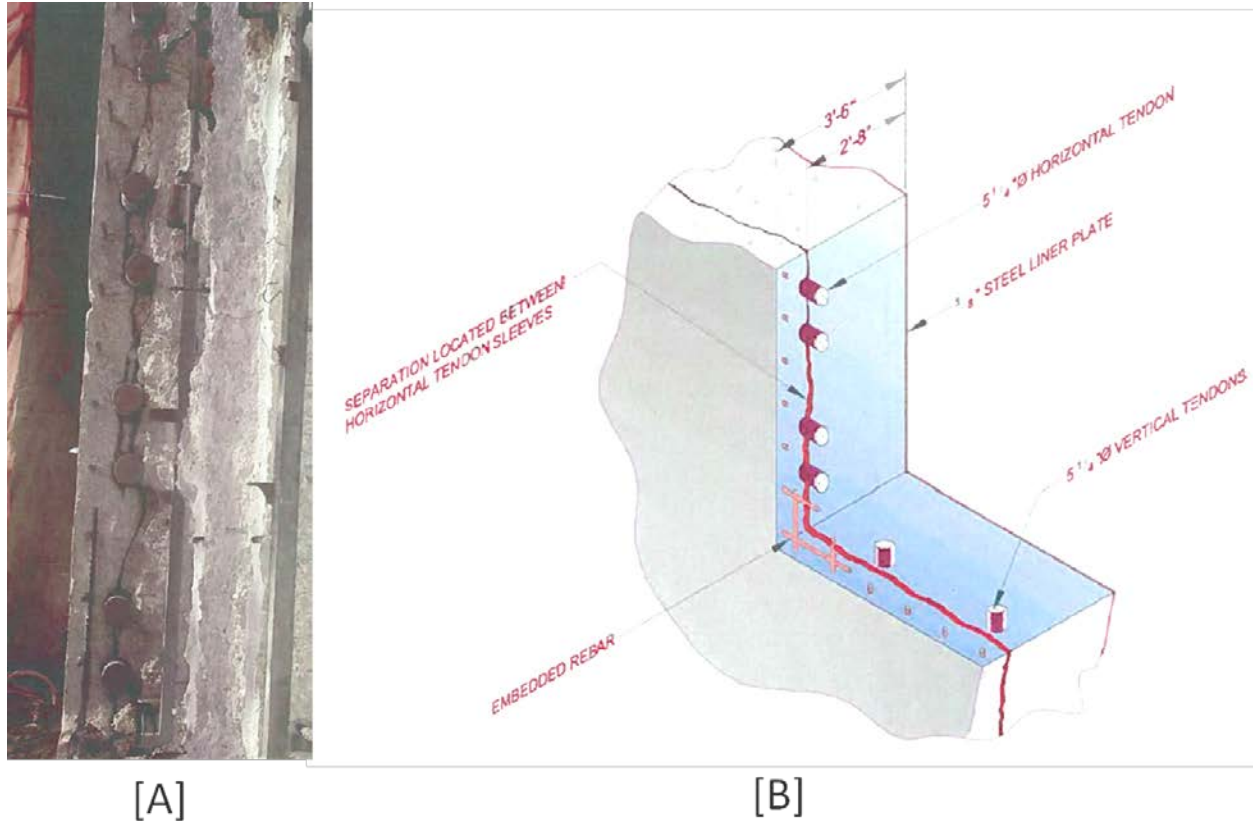 3'-6"
2'-8"
5 ¼"Ø HORIZONTAL TENDON
" STEEL LINER PLATE
SEPARATION LOCATED BETWEEN
HORIZONTAL TENDON SLEEVES
5 ¼"Ø VERTICAL TENDONS
EMBEDDED REBAR
[A]
[B]